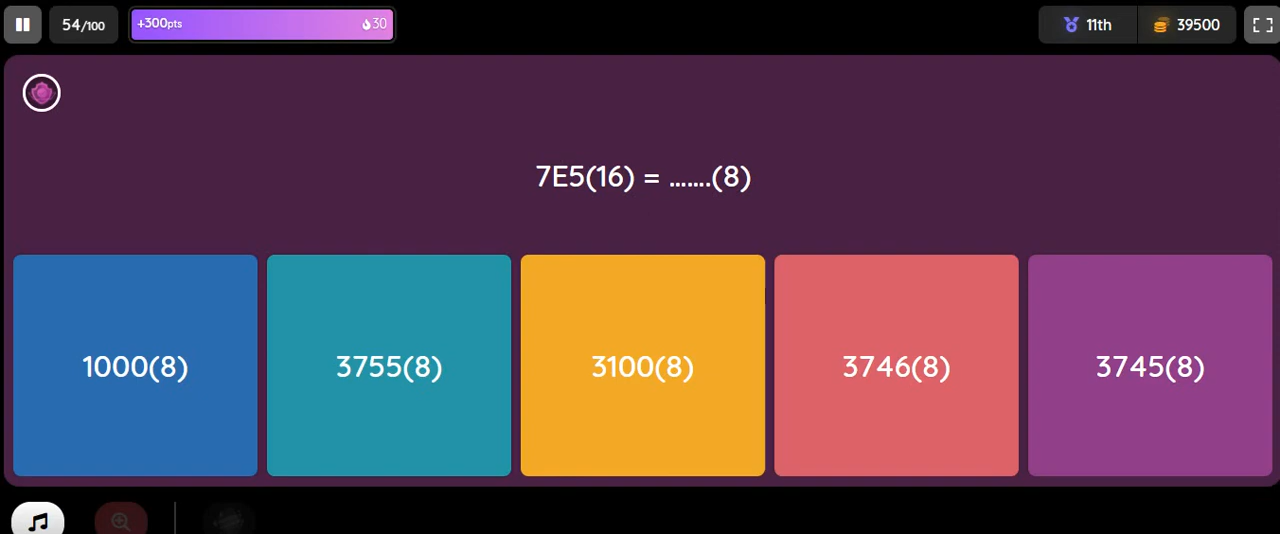 54/100
+300pts
30
11th
39500
7E5(16) = .......(8)
1000(8)
3755(8)
3100(8)
3746(8)
3745(8)